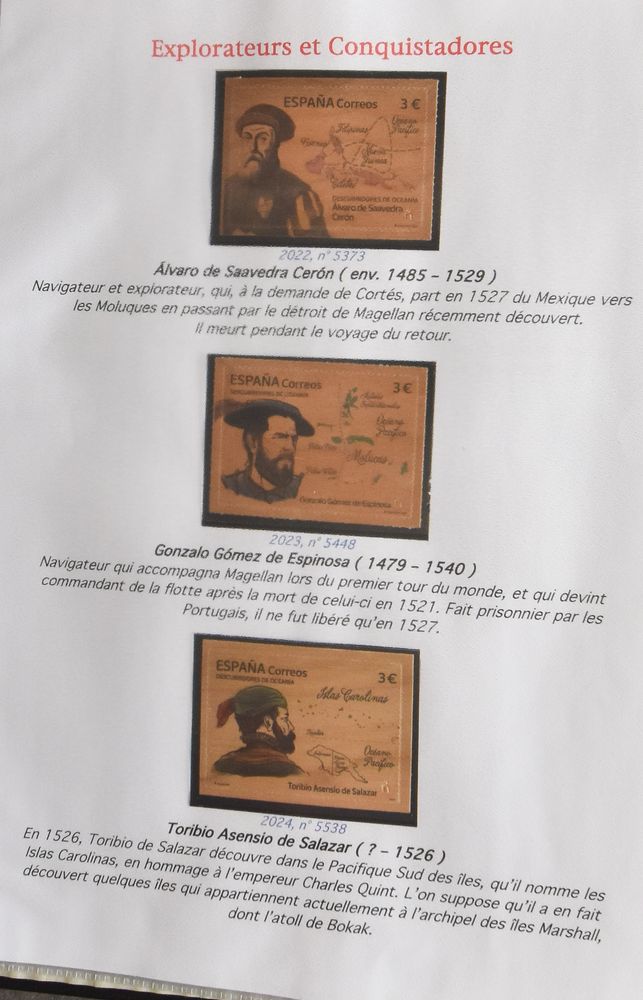 Explorateurs et Conquistadores
ESPAÑA Correos
3 €
Filipinas
Océano
Pacífico
Nueva
Guinea
DESCUBRIDORES DE OCEANÍA
Álvaro de Saavedra
Cerón
2022, n° 5373
Álvaro de Saavedra Cerón ( env. 1485 – 1529 )
Navigateur et explorateur, qui, à la demande de Cortés, part en 1527 du Mexique vers
les Moluques en passant par le détroit de Magellan récemment découvert.
Il meurt pendant le voyage du retour.
ESPAÑA Correos
3 €
DESCUBRIDORES DE OCEANÍA
Océano
Pacífico
Molucas
Gonzalo Gómez de Espinosa
2023, n° 5448
Gonzalo Gómez de Espinosa ( 1479 – 1540 )
Navigateur qui accompagna Magellan lors du premier tour du monde, et qui devint
commandant de la flotte après la mort de celui-ci en 1521. Fait prisonnier par les
Portugais, il ne fut libéré qu'en 1527.
ESPAÑA Correos
3 €
DESCUBRIDORES DE OCEANÍA
Islas Carolinas
Océano
Pacífico
Toribio Asensio de Salazar
2024, n° 5538
Toribio Asensio de Salazar ( ? – 1526 )
En 1526, Toribio de Salazar découvre dans le Pacifique Sud des îles, qu'il nomme les
Islas Carolinas, en hommage à l'empereur Charles Quint. L'on suppose qu'il a en fait
découvert quelques îles qui appartiennent actuellement à l'archipel des îles Marshall,
dont l'atoll de Bokak.